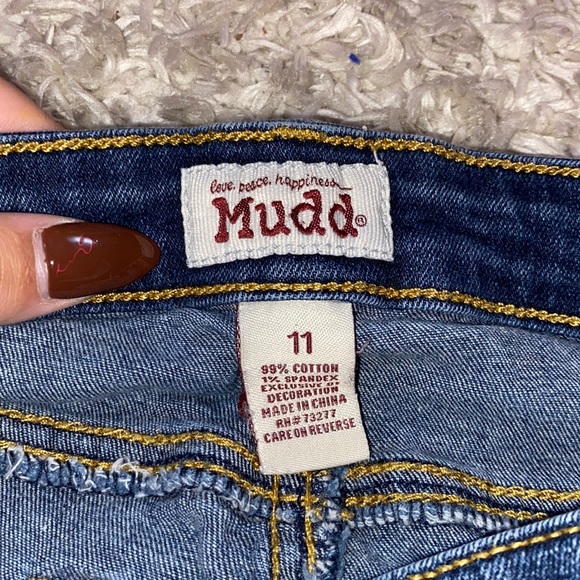 love, peace, happiness
Mudd®
11
99% COTTON
1% SPANDEX
EXCLUSIVE OF
DECORATION
MADE IN CHINA
RN# 73277
CARE ON REVERSE